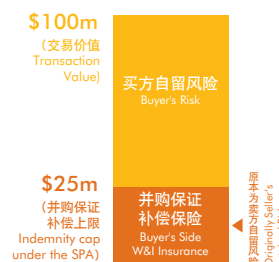 $100m
(交易价值
Transaction
Value)
买方自留风险
Buyer's Risk
$25m
(并购保证
补偿上限
Indemnity cap
under the SPA)
并购保证
补偿保险
Buyer's Side
W&I Insurance
原本为卖方自留风险
Originally Seller's